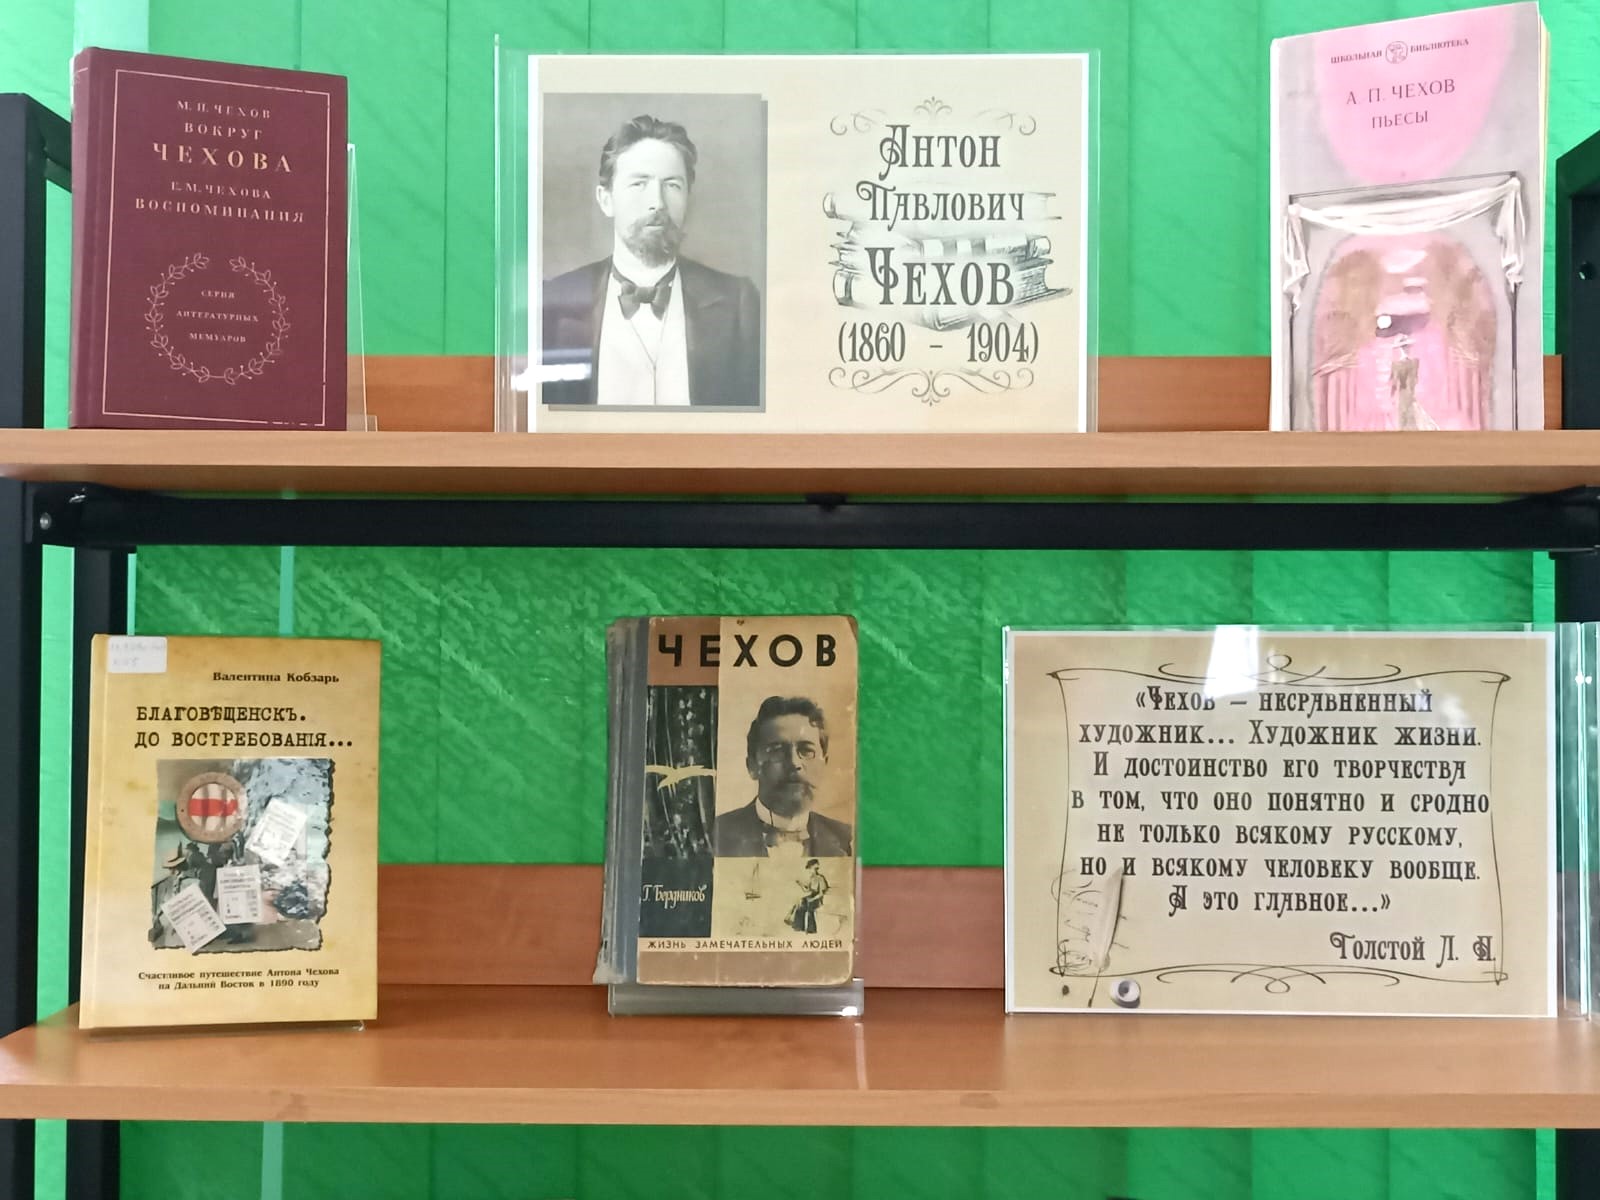 М. П. ЧЕХОВ
ВОКРУГ
ЧЕХОВА
Е. М. ЧЕХОВА
ВОСПОМИНАНИЯ
СЕРИЯ
ЛИТЕРАТУРНЫХ
МЕМУАРОВ
Антон
Павлович
Чехов
(1860 – 1904)
ШКОЛЬНАЯ БИБЛИОТЕКА
А. П. ЧЕХОВ
ПЬЕСЫ
Валентина Кобзарь
БЛАГОВѢЩЕНСКЪ.
ДО ВОСТРЕБОВАНІЯ...
Счастливое путешествие Антона Чехова
на Дальний Восток в 1890 году
ЧЕХОВ
Г. Бердников
ЖИЗНЬ ЗАМЕЧАТЕЛЬНЫХ ЛЮДЕЙ
«Чехов – несравненный
художник... Художник жизни.
И достоинство его творчества
в том, что оно понятно и сродно
не только всякому русскому,
но и всякому человеку вообще.
А это главное...»
Толстой Л. Н.